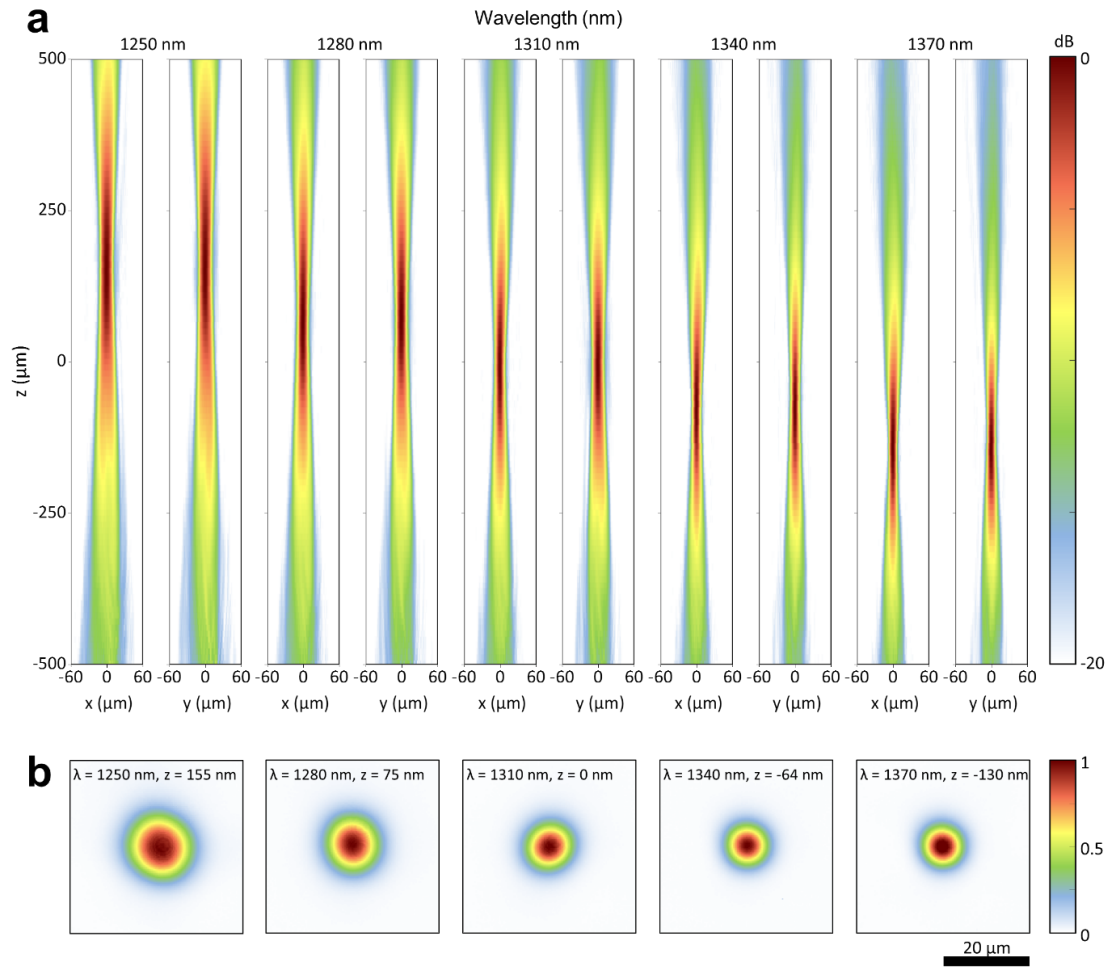 a
Wavelength (nm)
1250 nm 1280 nm 1310 nm 1340 nm 1370 nm dB
500 0
250
z (μm)
0
-250
-500 -20
-60 0 60 -60 0 60 -60 0 60 -60 0 60 -60 0 60 -60 0 60 -60 0 60 -60 0 60 -60 0 60 -60 0 60
x (μm) y (μm) x (μm) y (μm) x (μm) y (μm) x (μm) y (μm) x (μm) y (μm)
b
λ = 1250 nm, z = 155 nm λ = 1280 nm, z = 75 nm λ = 1310 nm, z = 0 nm λ = 1340 nm, z = -64 nm λ = 1370 nm, z = -130 nm 1
0.5
0
20 μm